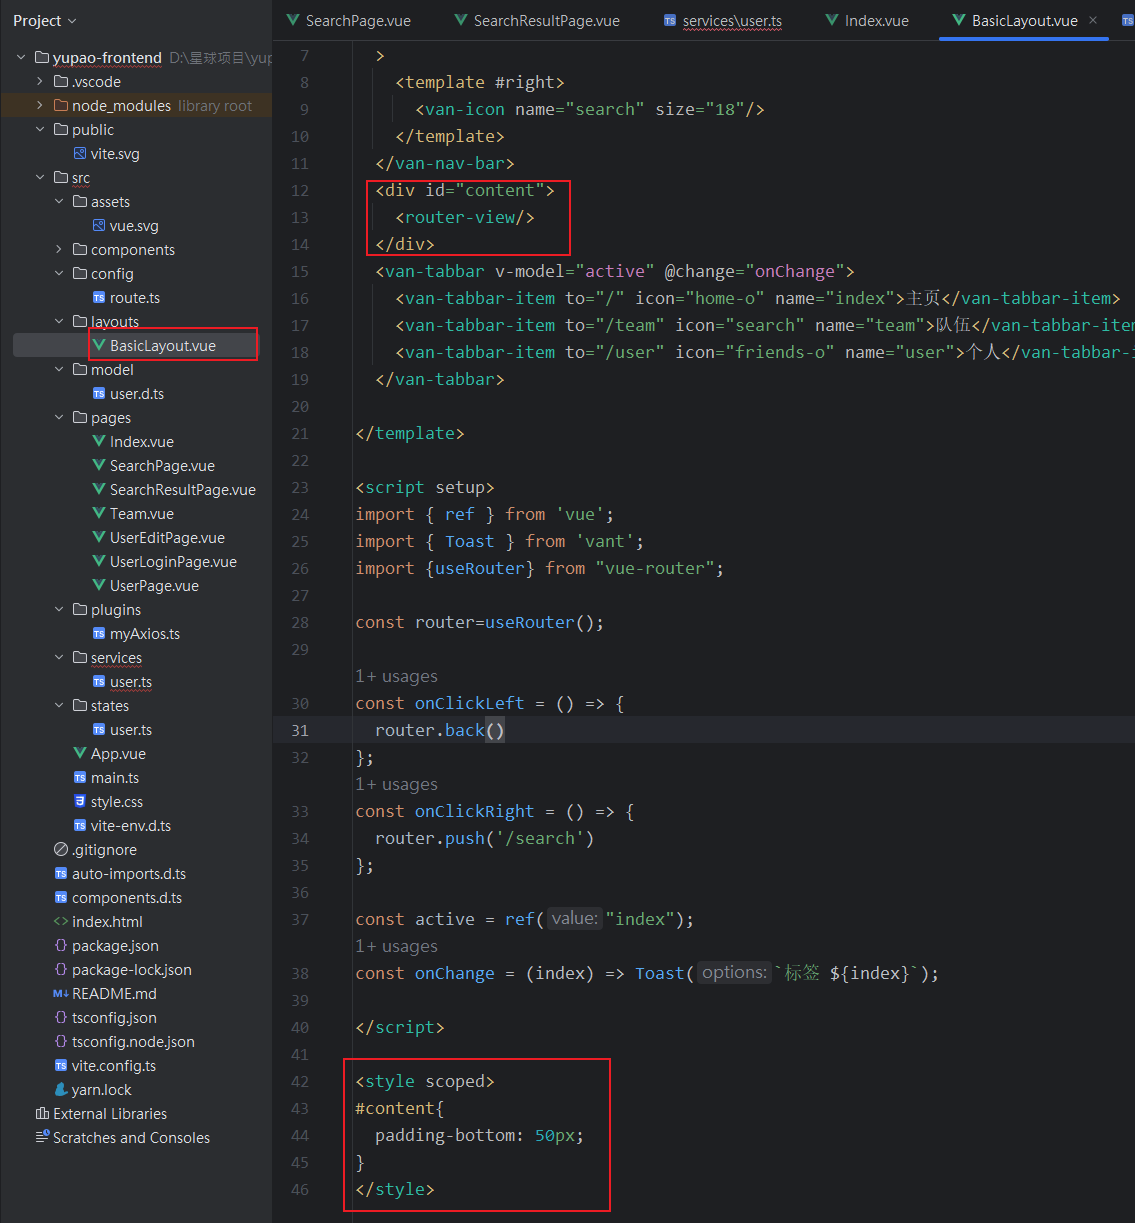 Project
yupao-frontend D:\星球项目\yup
.vscode
node_modules library root
public
vite.svg
src
assets
vue.svg
components
config
route.ts
layouts
BasicLayout.vue
model
user.d.ts
pages
Index.vue
SearchPage.vue
SearchResultPage.vue
Team.vue
UserEditPage.vue
UserLoginPage.vue
UserPage.vue
plugins
myAxios.ts
services
user.ts
states
user.ts
App.vue
main.ts
style.css
vite-env.d.ts
.gitignore
auto-imports.d.ts
components.d.ts
index.html
package.json
package-lock.json
README.md
tsconfig.json
tsconfig.node.json
vite.config.ts
yarn.lock
External Libraries
Scratches and Consoles
SearchPage.vue SearchResultPage.vue services\user.ts Index.vue BasicLayout.vue
7 >
8 <template #right>
9 <van-icon name="search" size="18"/>
10 </template>
11 </van-nav-bar>
12 <div id="content">
13 <router-view/>
14 </div>
15 <van-tabbar v-model="active" @change="onChange">
16 <van-tabbar-item to="/" icon="home-o" name="index">主页</van-tabbar-item>
17 <van-tabbar-item to="/team" icon="search" name="team">队伍</van-tabbar-iter
18 <van-tabbar-item to="/user" icon="friends-o" name="user">个人</van-tabbar-i
19 </van-tabbar>
20
21 </template>
22
23 <script setup>
24 import { ref } from 'vue';
25 import { Toast } from 'vant';
26 import {useRouter} from "vue-router";
27
28 const router=useRouter();
29
1+ usages
30 const onClickLeft = () => {
31 router.back()
32 };
1+ usages
33 const onClickRight = () => {
34 router.push('/search')
35 };
36
37 const active = ref( value: "index");
1+ usages
38 const onChange = (index) => Toast( options: `标签 ${index}`);
39
40 </script>
41
42 <style scoped>
43 #content{
44 padding-bottom: 50px;
45 }
46 </style>